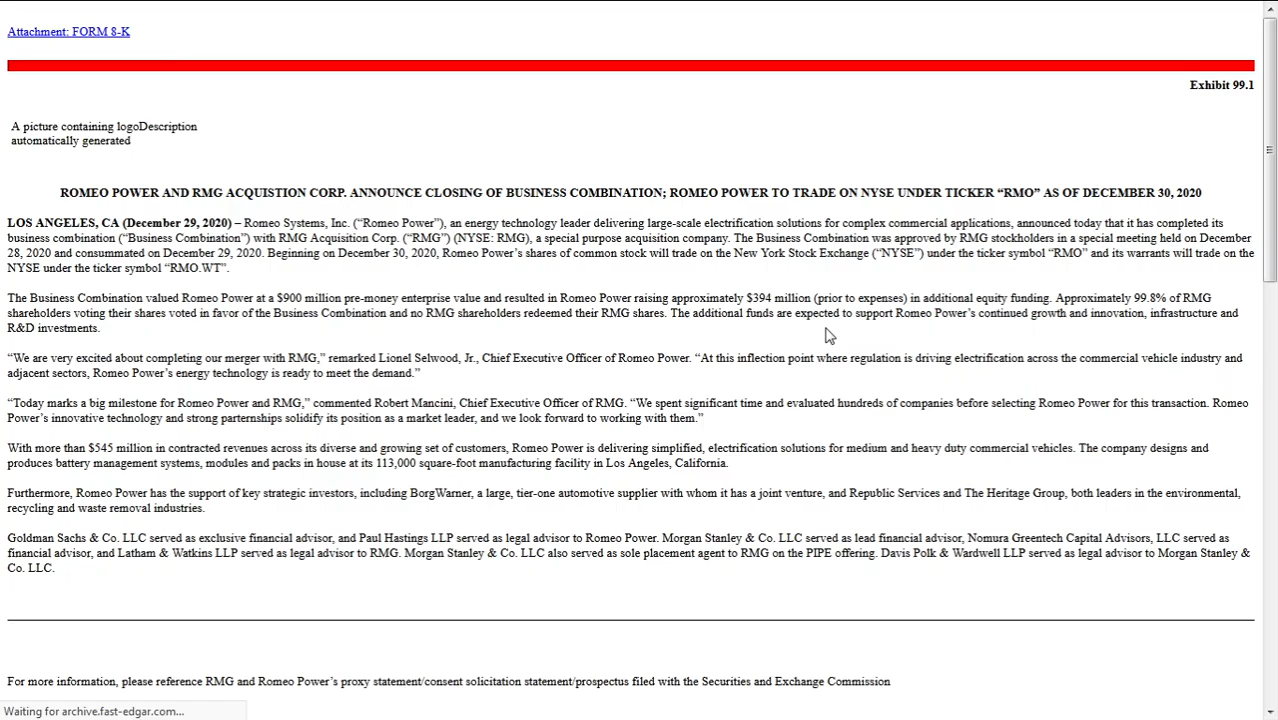 Attachment: FORM 8-K
Exhibit 99.1
A picture containing logoDescription
automatically generated
ROMEO POWER AND RMG ACQUISTION CORP. ANNOUNCE CLOSING OF BUSINESS COMBINATION; ROMEO POWER TO TRADE ON NYSE UNDER TICKER “RMO” AS OF DECEMBER 30, 2020
LOS ANGELES, CA (December 29, 2020) – Romeo Systems, Inc. (“Romeo Power”), an energy technology leader delivering large-scale electrification solutions for complex commercial applications, announced today that it has completed its
business combination (“Business Combination”) with RMG Acquisition Corp. (“RMG”) (NYSE: RMG), a special purpose acquisition company. The Business Combination was approved by RMG stockholders in a special meeting held on December
28, 2020 and consummated on December 29, 2020. Beginning on December 30, 2020, Romeo Power’s shares of common stock will trade on the New York Stock Exchange (“NYSE”) under the ticker symbol “RMO” and its warrants will trade on the
NYSE under the ticker symbol “RMO.WT”.
The Business Combination valued Romeo Power at a $900 million pre-money enterprise value and resulted in Romeo Power raising approximately $394 million (prior to expenses) in additional equity funding. Approximately 99.8% of RMG
shareholders voting their shares voted in favor of the Business Combination and no RMG shareholders redeemed their RMG shares. The additional funds are expected to support Romeo Power’s continued growth and innovation, infrastructure and
R&D investments.
“We are very excited about completing our merger with RMG,” remarked Lionel Selwood, Jr., Chief Executive Officer of Romeo Power. “At this inflection point where regulation is driving electrification across the commercial vehicle industry and
adjacent sectors, Romeo Power’s energy technology is ready to meet the demand.”
“Today marks a big milestone for Romeo Power and RMG,” commented Robert Mancini, Chief Executive Officer of RMG. “We spent significant time and evaluated hundreds of companies before selecting Romeo Power for this transaction. Romeo
Power’s innovative technology and strong parternships solidify its position as a market leader, and we look forward to working with them.”
With more than $545 million in contracted revenues across its diverse and growing set of customers, Romeo Power is delivering simplified, electrification solutions for medium and heavy duty commercial vehicles. The company designs and
produces battery management systems, modules and packs in house at its 113,000 square-foot manufacturing facility in Los Angeles, California.
Furthermore, Romeo Power has the support of key strategic investors, including BorgWarner, a large, tier-one automotive supplier with whom it has a joint venture, and Republic Services and The Heritage Group, both leaders in the environmental,
recycling and waste removal industries.
Goldman Sachs & Co. LLC served as exclusive financial advisor, and Paul Hastings LLP served as legal advisor to Romeo Power. Morgan Stanley & Co. LLC served as lead financial advisor, Nomura Greentech Capital Advisors, LLC served as
financial advisor, and Latham & Watkins LLP served as legal advisor to RMG. Morgan Stanley & Co. LLC also served as sole placement agent to RMG on the PIPE offering. Davis Polk & Wardwell LLP served as legal advisor to Morgan Stanley &
Co. LLC.
For more information, please reference RMG and Romeo Power’s proxy statement/consent solicitation statement/prospectus filed with the Securities and Exchange Commission
Waiting for archive.fast-edgar.com...